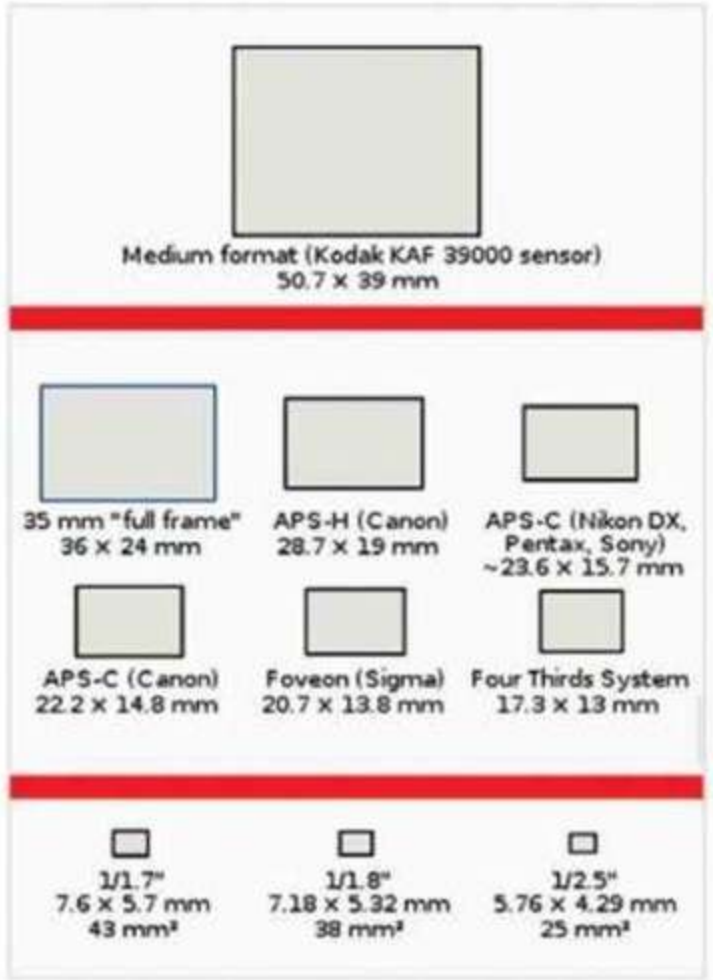 Medium format (Kodak KAF 39000 sensor)
50.7 x 39 mm
35 mm "full frame"
36 x 24 mm
APS-H (Canon)
28.7 x 19 mm
APS-C (Nikon DX,
Pentax, Sony)
~23.6 x 15.7 mm
APS-C (Canon)
22.2 x 14.8 mm
Foveon (Sigma)
20.7 x 13.8 mm
Four Thirds System
17.3 x 13 mm
1/1.7"
7.6 x 5.7 mm
43 mm²
1/1.8"
7.18 x 5.32 mm
38 mm²
1/2.5"
5.76 x 4.29 mm
25 mm²